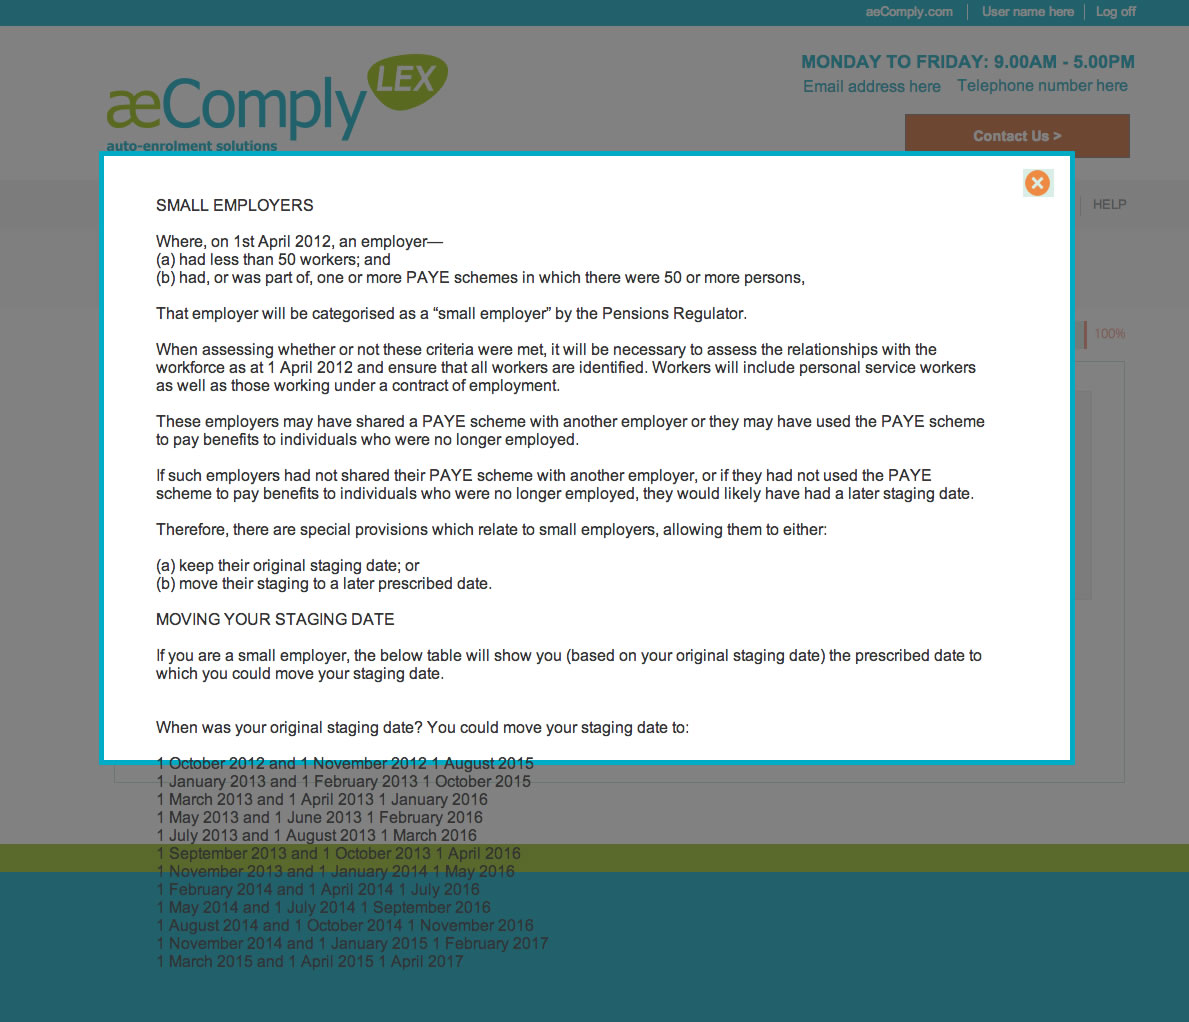 aeComply.com
User name here
Log off
æComply LEX
auto-enrolment solutions
MONDAY TO FRIDAY: 9.00AM - 5.00PM
Email address here
Telephone number here
Contact Us >
HELP
100%
SMALL EMPLOYERS
Where, on 1st April 2012, an employer—
(a) had less than 50 workers; and
(b) had, or was part of, one or more PAYE schemes in which there were 50 or more persons,
That employer will be categorised as a “small employer” by the Pensions Regulator.
When assessing whether or not these criteria were met, it will be necessary to assess the relationships with the
workforce as at 1 April 2012 and ensure that all workers are identified. Workers will include personal service workers
as well as those working under a contract of employment.
These employers may have shared a PAYE scheme with another employer or they may have used the PAYE scheme
to pay benefits to individuals who were no longer employed.
If such employers had not shared their PAYE scheme with another employer, or if they had not used the PAYE
scheme to pay benefits to individuals who were no longer employed, they would likely have had a later staging date.
Therefore, there are special provisions which relate to small employers, allowing them to either:
(a) keep their original staging date; or
(b) move their staging to a later prescribed date.
MOVING YOUR STAGING DATE
If you are a small employer, the below table will show you (based on your original staging date) the prescribed date to
which you could move your staging date.
When was your original staging date? You could move your staging date to:
1 October 2012 and 1 November 2012 1 August 2015
1 January 2013 and 1 February 2013 1 October 2015
1 March 2013 and 1 April 2013 1 January 2016
1 May 2013 and 1 June 2013 1 February 2016
1 July 2013 and 1 August 2013 1 March 2016
1 September 2013 and 1 October 2013 1 April 2016
1 November 2013 and 1 January 2014 1 May 2016
1 February 2014 and 1 April 2014 1 July 2016
1 May 2014 and 1 July 2014 1 September 2016
1 August 2014 and 1 October 2014 1 November 2016
1 November 2014 and 1 January 2015 1 February 2017
1 March 2015 and 1 April 2015 1 April 2017